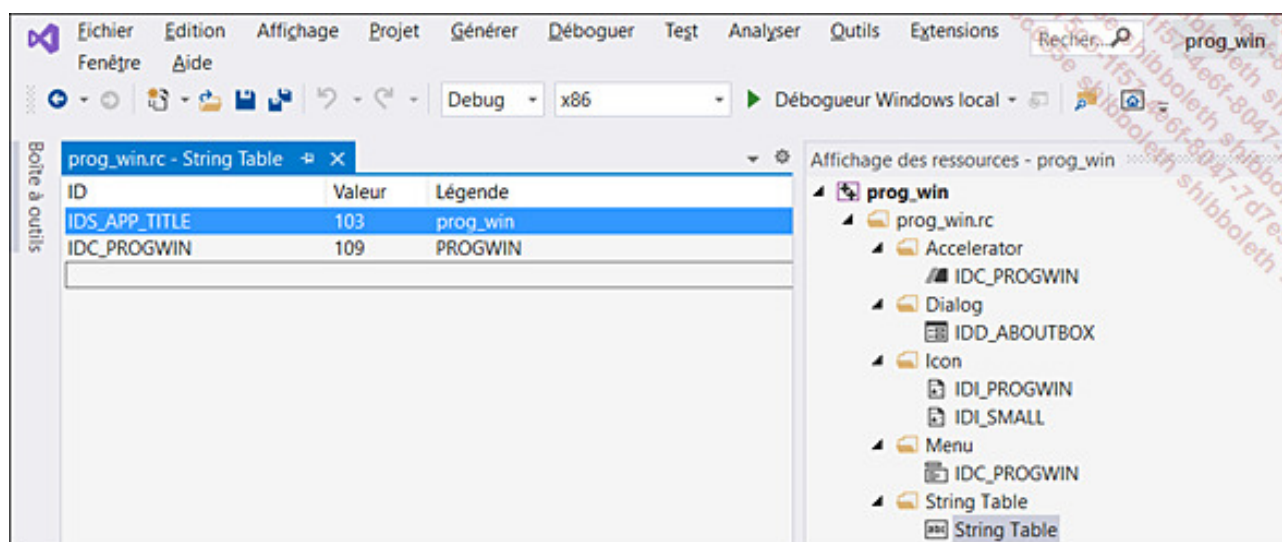 Fichier Edition Affichage Projet Générer Déboguer Test Analyser Outils Extensions Recher... prog_win
Fenêtre Aide
Debug x86 Débogueur Windows local
Boîte à outils
prog_win.rc - String Table
ID Valeur Légende
IDS_APP_TITLE 103 prog_win
IDC_PROGWIN 109 PROGWIN
Affichage des ressources - prog_win
prog_win
prog_win.rc
Accelerator
IDC_PROGWIN
Dialog
IDD_ABOUTBOX
Icon
IDI_PROGWIN
IDI_SMALL
Menu
IDC_PROGWIN
String Table
abc String Table